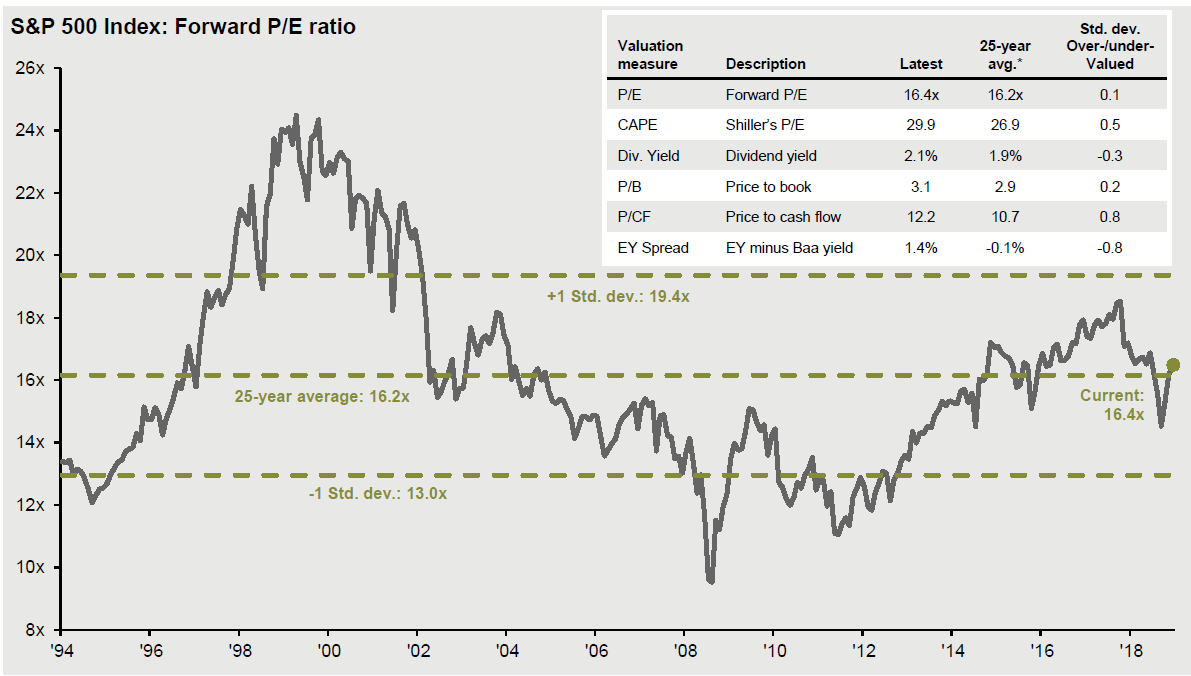 S&P 500 Index: Forward P/E ratio
Valuation measure Description Latest 25-year avg.* Std. dev. Over-/under-Valued
P/E Forward P/E 16.4x 16.2x 0.1
CAPE Shiller's P/E 29.9 26.9 0.5
Div. Yield Dividend yield 2.1% 1.9% -0.3
P/B Price to book 3.1 2.9 0.2
P/CF Price to cash flow 12.2 10.7 0.8
EY Spread EY minus Baa yield 1.4% -0.1% -0.8
26x
24x
22x
20x
18x
16x
14x
12x
10x
8x
+1 Std. dev.: 19.4x
25-year average: 16.2x
Current:
16.4x
-1 Std. dev.: 13.0x
'94 '96 '98 '00 '02 '04 '06 '08 '10 '12 '14 '16 '18